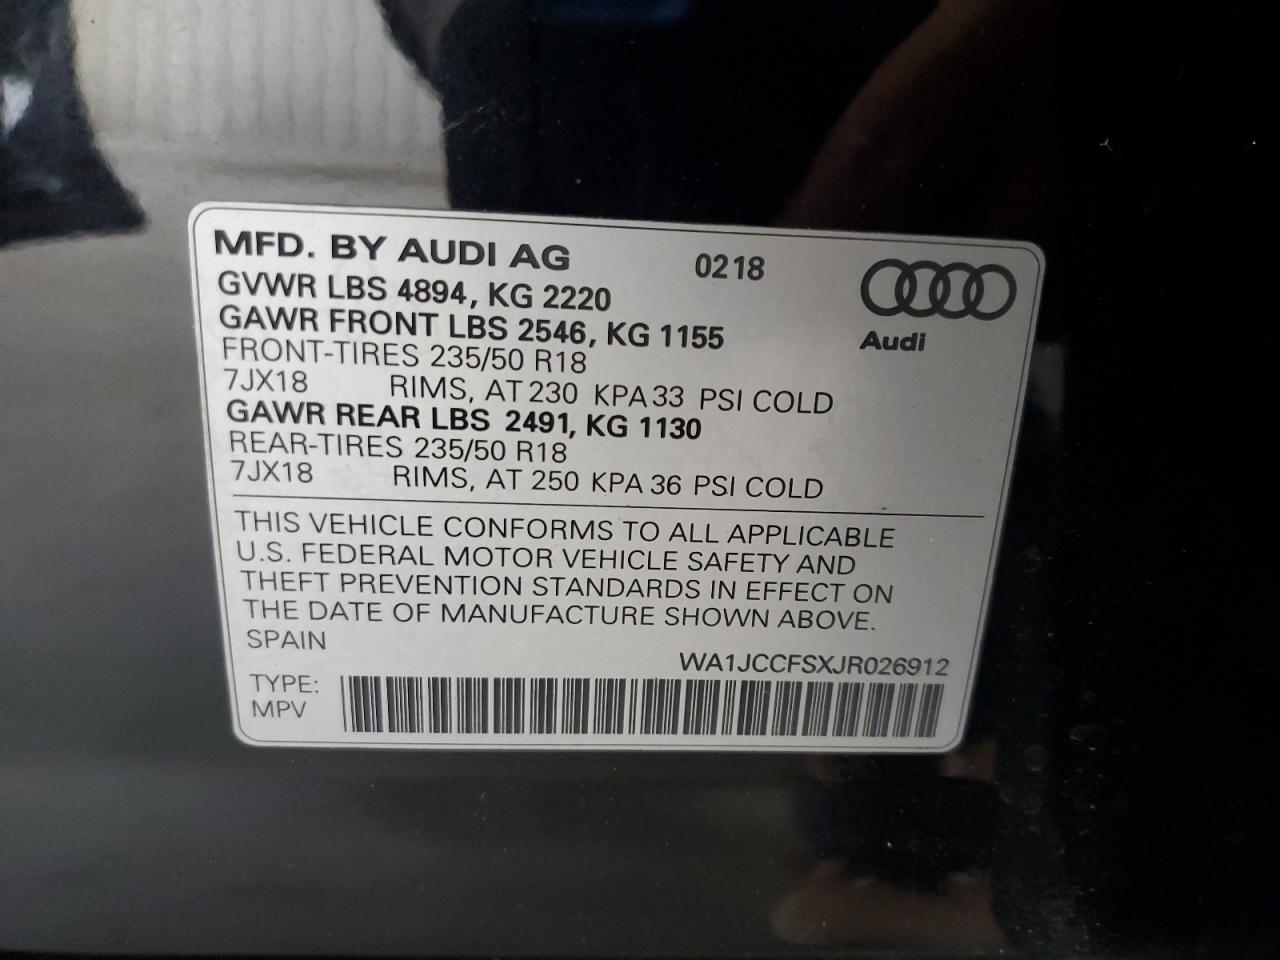 MFD. BY AUDI AG 0218
GVWR LBS 4894, KG 2220
GAWR FRONT LBS 2546, KG 1155
Audi
FRONT-TIRES 235/50 R18
7JX18 RIMS, AT 230 KPA 33 PSI COLD
GAWR REAR LBS 2491, KG 1130
REAR-TIRES 235/50 R18
7JX18 RIMS, AT 250 KPA 36 PSI COLD
THIS VEHICLE CONFORMS TO ALL APPLICABLE
U.S. FEDERAL MOTOR VEHICLE SAFETY AND
THEFT PREVENTION STANDARDS IN EFFECT ON
THE DATE OF MANUFACTURE SHOWN ABOVE.
SPAIN
WA1JCCFSXJR026912
TYPE:
MPV